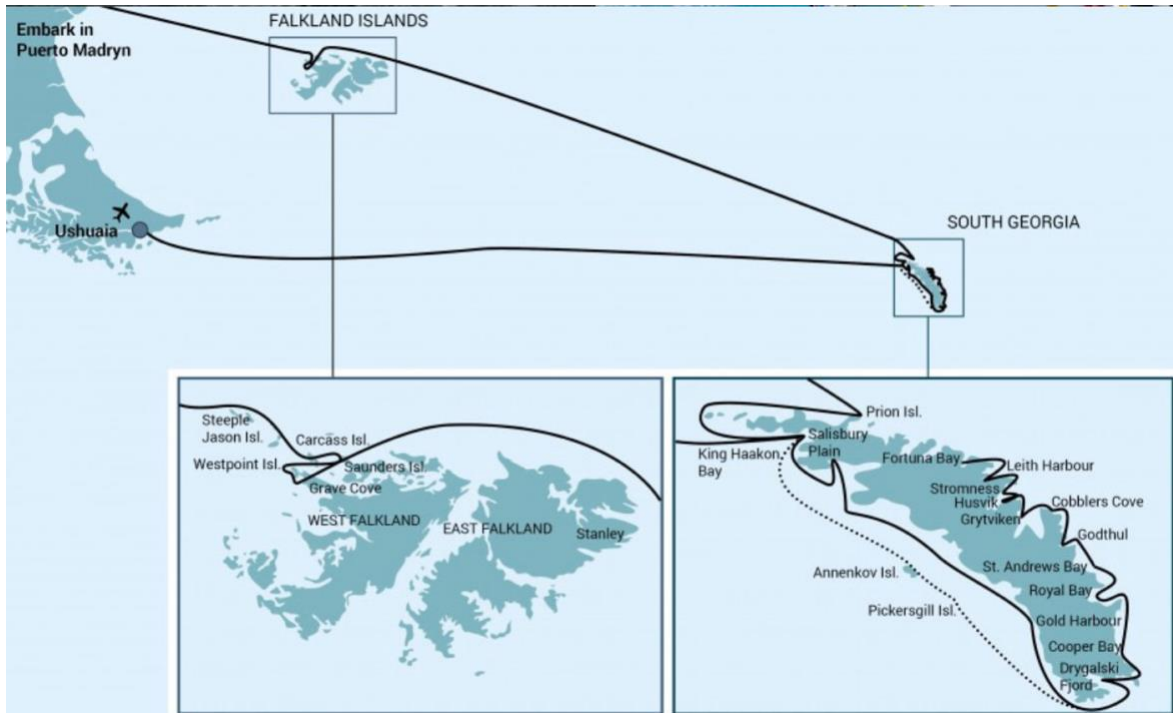 Embark in
Puerto Madryn
FALKLAND ISLANDS
Ushuaia
SOUTH GEORGIA
Steeple
Jason Isl.
Carcass Isl.
Westpoint Isl.
Saunders Isl.
Grave Cove
WEST FALKLAND
EAST FALKLAND
Stanley
Prion Isl.
Salisbury
Plain
King Haakon
Bay
Fortuna Bay
Leith Harbour
Stromness
Husvik
Grytviken
Cobblers Cove
Godthul
St. Andrews Bay
Annenkov Isl.
Royal Bay
Pickersgill Isl.
Gold Harbour
Cooper Bay
Drygalski
Fjord